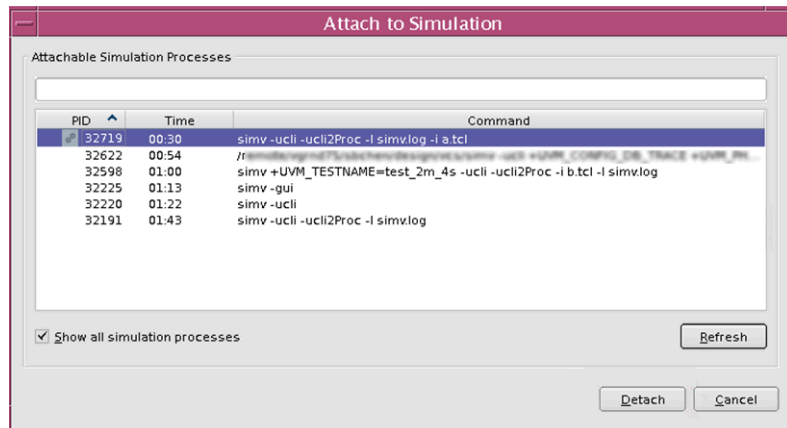 Attach to Simulation
Attachable Simulation Processes
PID Time Command
32719 00:30 simv -ucli -ucli2Proc -l simv.log -i a.tcl
32622 00:54
32598 01:00 simv +UVM_TESTNAME=test_2m_4s -ucli -ucli2Proc -i b.tcl -l simv.log
32225 01:13 simv -gui
32220 01:22 simv -ucli
32191 01:43 simv -ucli -ucli2Proc -l simv.log
Show all simulation processes Refresh
Detach Cancel